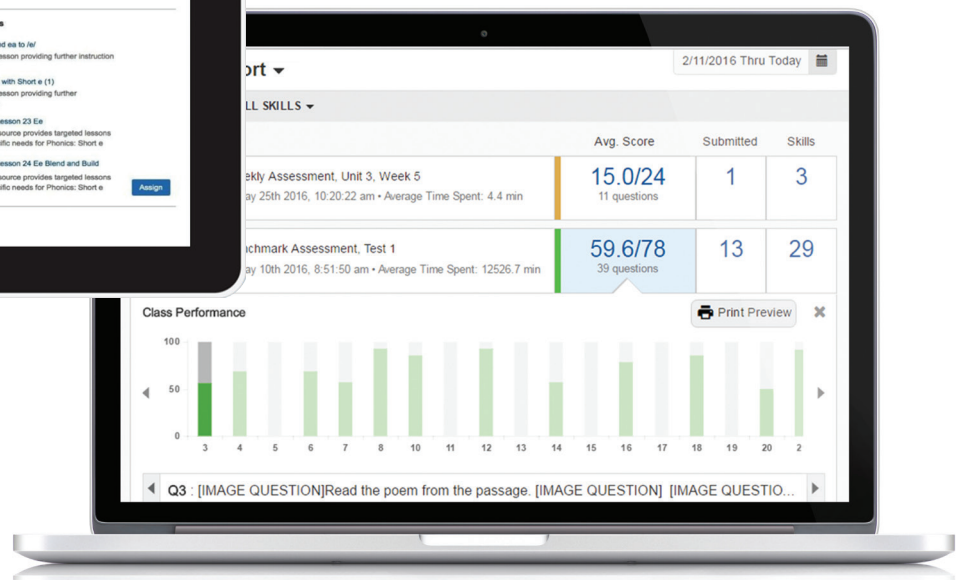 ed ea to /e/
esson providing further instruction
with Short e (1)
esson providing further
esson 23 Ee
source provides targeted lessons
ific needs for Phonics: Short e
esson 24 Ee Blend and Build
source provides targeted lessons
ific needs for Phonics: Short e
Assign
ort
2/11/2016 Thru Today
LL SKILLS
Avg. Score Submitted Skills
ekly Assessment, Unit 3, Week 5
ay 25th 2016, 10:20:22 am • Average Time Spent: 4.4 min
15.0/24
11 questions
1
3
chmark Assessment, Test 1
ay 10th 2016, 8:51:50 am • Average Time Spent: 12526.7 min
59.6/78
39 questions
13
29
Class Performance
Print Preview
100
50
0
3 4 5 6 7 8 10 11 12 13 14 15 16 17 18 19 20 2
Q3 : [IMAGE QUESTION]Read the poem from the passage. [IMAGE QUESTION] [IMAGE QUESTIO...